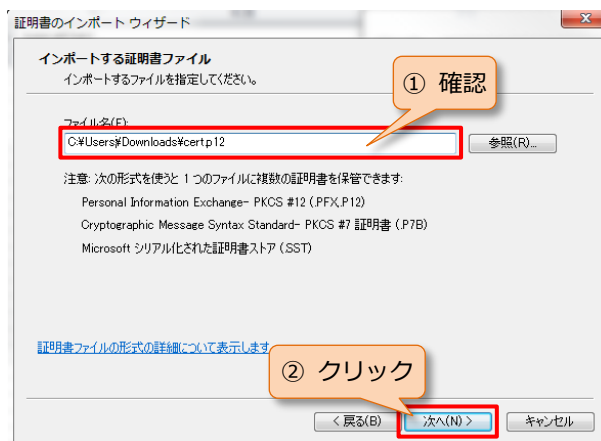 証明書のインポート ウィザード
インポートする証明書ファイル
インポートするファイルを指定してください。
① 確認
ファイル名(F):
C:¥Users¥Downloads¥cert.p12
参照(R)...
注意: 次の形式を使うと 1 つのファイルに複数の証明書を保管できます:
Personal Information Exchange- PKCS #12 (.PFX,.P12)
Cryptographic Message Syntax Standard- PKCS #7 証明書 (.P7B)
Microsoft シリアル化された証明書ストア (.SST)
証明書ファイルの形式の詳細について表示します
② クリック
< 戻る(B)
次へ(N) >
キャンセル